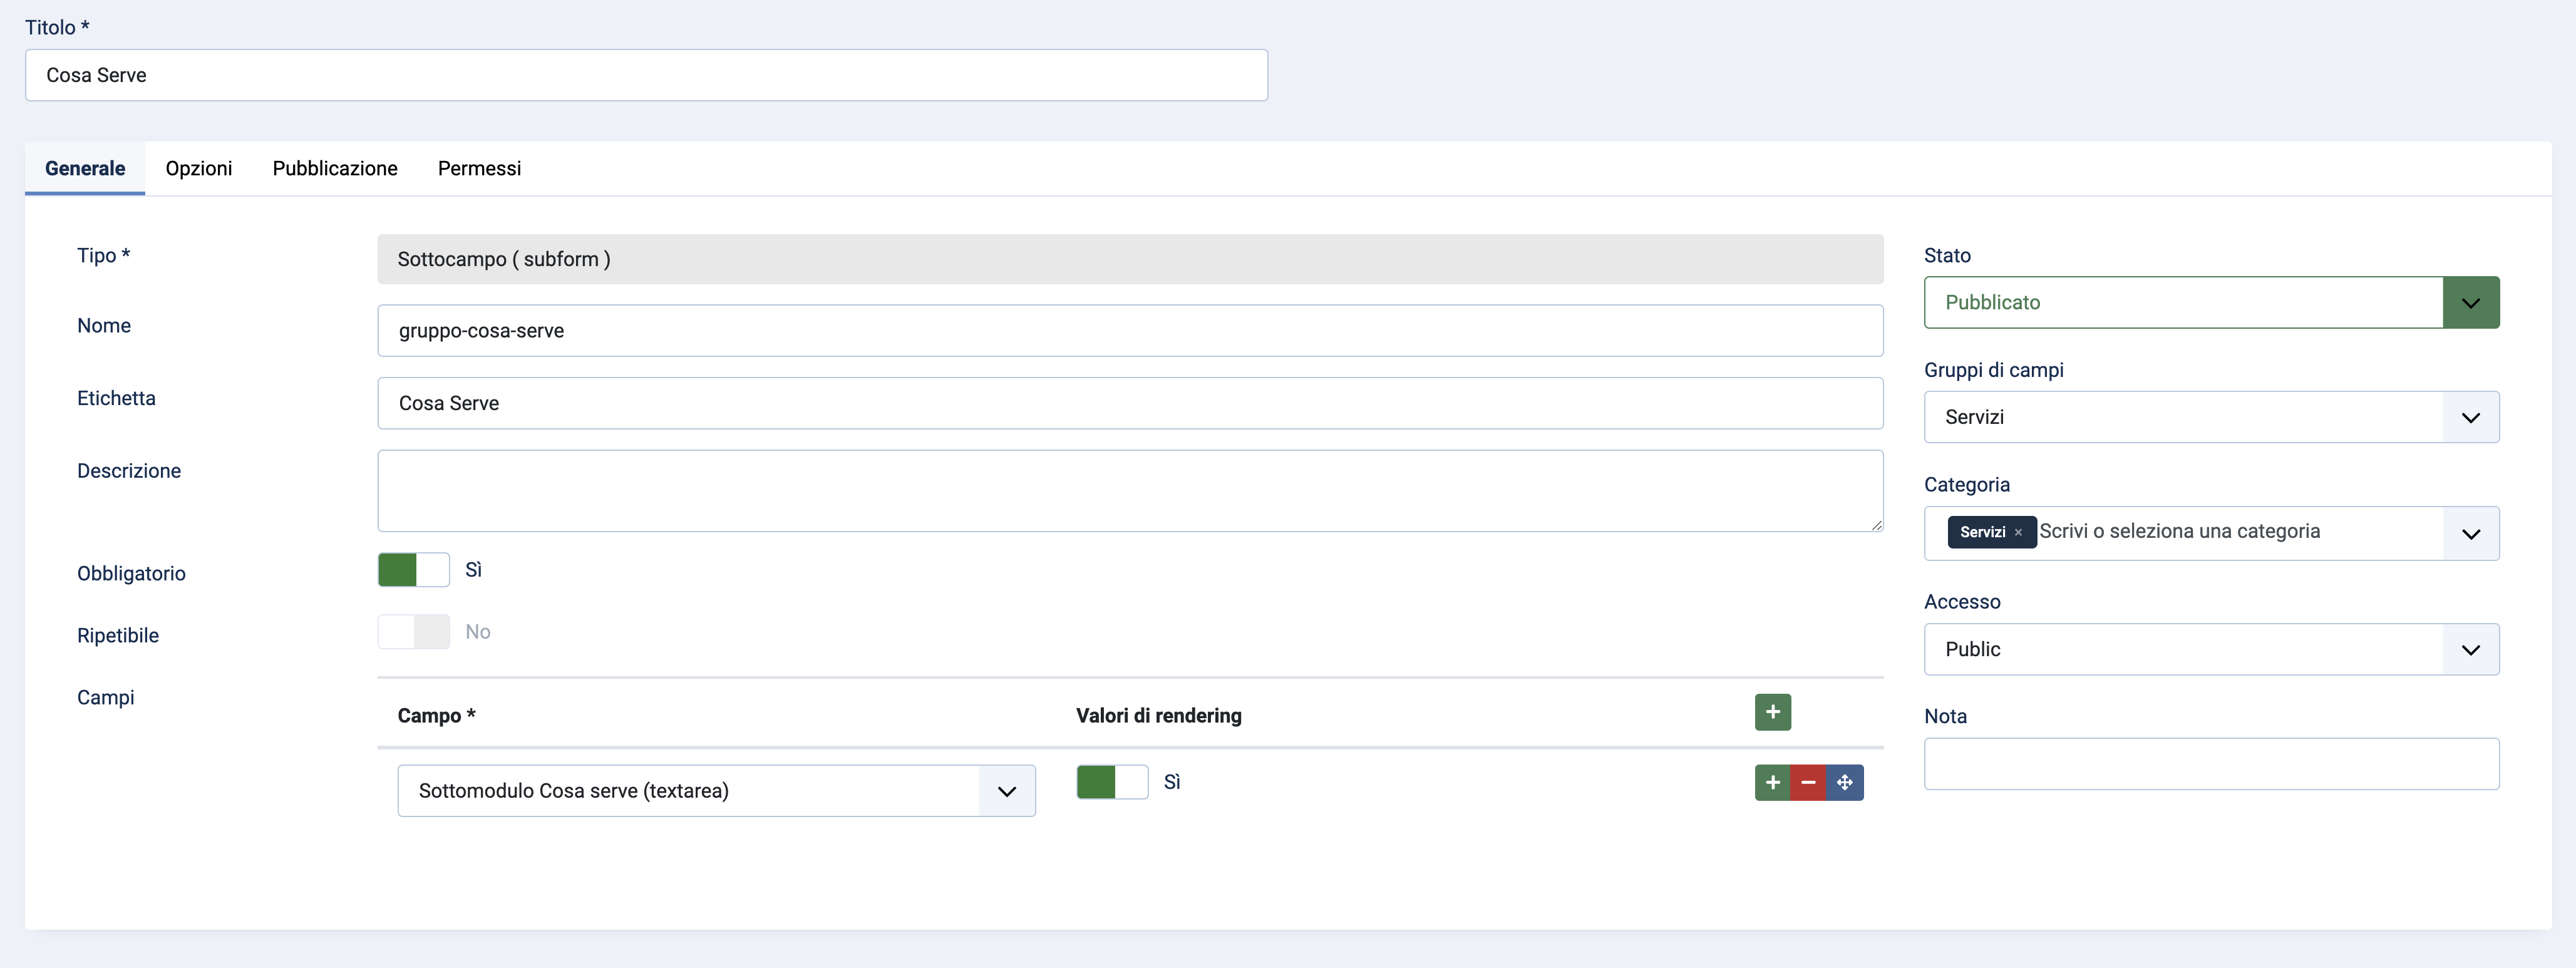 Titolo *
Cosa Serve
Generale Opzioni Pubblicazione Permessi
Tipo *
Sottocampo ( subform )
Nome
gruppo-cosa-serve
Etichetta
Cosa Serve
Descrizione
Obbligatorio
Sì
Ripetibile
No
Campi
Campo * Valori di rendering
Sottomodulo Cosa serve (textarea)
Sì
Stato
Pubblicato
Gruppi di campi
Servizi
Categoria
Servizi × Scrivi o seleziona una categoria
Accesso
Public
Nota